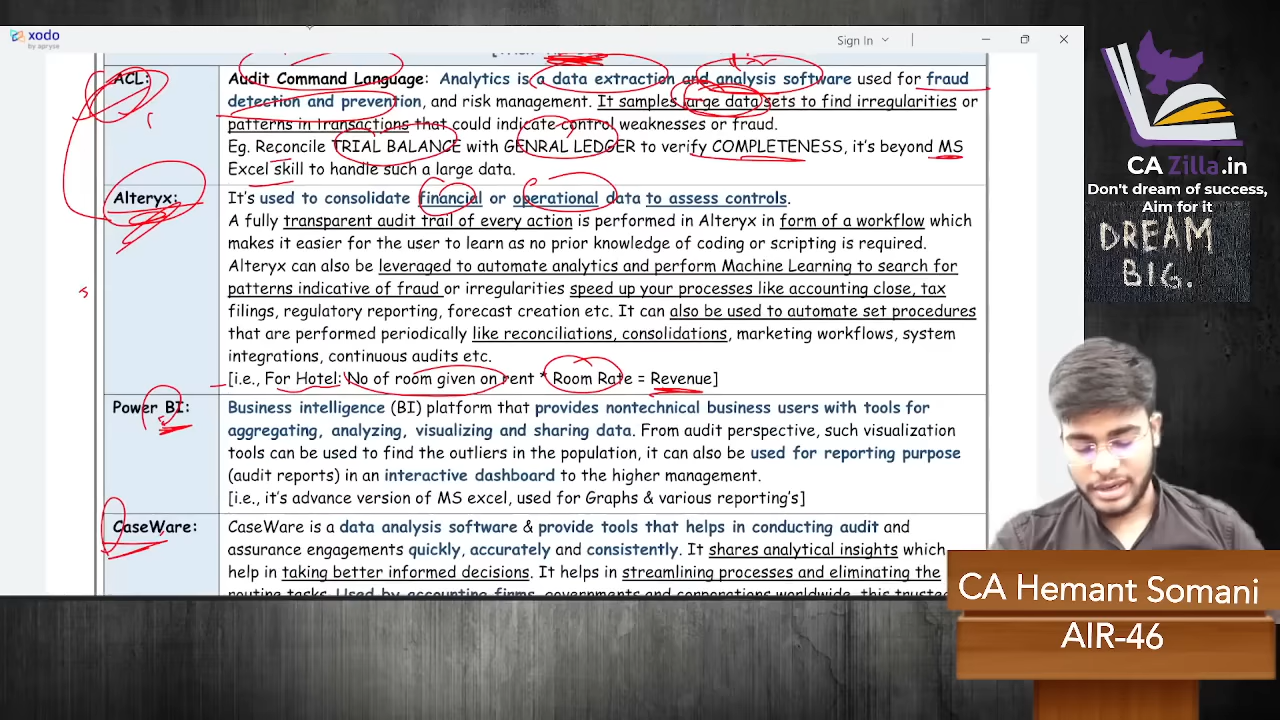 xodo
by apryse
Sign In
ACL:
Audit Command Language: Analytics is a data extraction and analysis software used for fraud
detection and prevention, and risk management. It samples large data sets to find irregularities or
patterns in transactions that could indicate control weaknesses or fraud.
Eg. Reconcile TRIAL BALANCE with GENRAL LEDGER to verify COMPLETENESS, it's beyond MS
Excel skill to handle such a large data.
Alteryx:
It's used to consolidate financial or operational data to assess controls.
A fully transparent audit trail of every action is performed in Alteryx in form of a workflow which
makes it easier for the user to learn as no prior knowledge of coding or scripting is required.
Alteryx can also be leveraged to automate analytics and perform Machine Learning to search for
patterns indicative of fraud or irregularities speed up your processes like accounting close, tax
filings, regulatory reporting, forecast creation etc. It can also be used to automate set procedures
that are performed periodically like reconciliations, consolidations, marketing workflows, system
integrations, continuous audits etc.
[i.e., For Hotel: No of room given on rent * Room Rate = Revenue]
Power BI:
Business intelligence (BI) platform that provides nontechnical business users with tools for
aggregating, analyzing, visualizing and sharing data. From audit perspective, such visualization
tools can be used to find the outliers in the population, it can also be used for reporting purpose
(audit reports) in an interactive dashboard to the higher management.
[i.e., it's advance version of MS excel, used for Graphs & various reporting's]
CaseWare:
CaseWare is a data analysis software & provide tools that helps in conducting audit and
assurance engagements quickly, accurately and consistently. It shares analytical insights which
help in taking better informed decisions. It helps in streamlining processes and eliminating the
routine tasks. Used by accounting firms, governments and corporations worldwide, this trusted
CA Zilla.in
Don't dream of success,
Aim for it
DREAM
BIG.
CA Hemant Somani
AIR-46